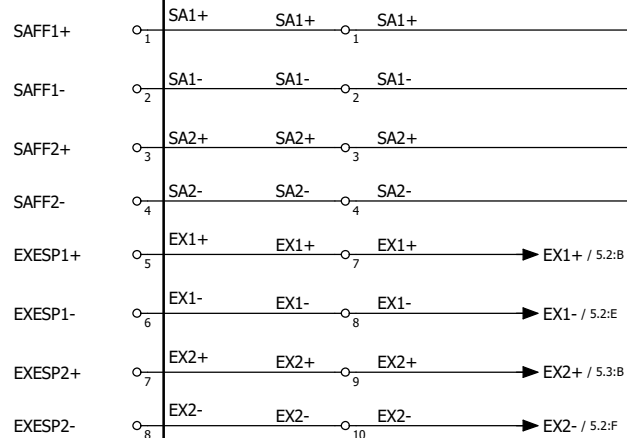 SAFF1+ 1 SA1+ SA1+ 1 SA1+
SAFF1- 2 SA1- SA1- 2 SA1-
SAFF2+ 3 SA2+ SA2+ 3 SA2+
SAFF2- 4 SA2- SA2- 4 SA2-
EXESP1+ 5 EX1+ EX1+ 7 EX1+ EX1+ / 5.2:B
EXESP1- 6 EX1- EX1- 8 EX1- EX1- / 5.2:E
EXESP2+ 7 EX2+ EX2+ 9 EX2+ EX2+ / 5.3:B
EXESP2- 8 EX2- EX2- 10 EX2- EX2- / 5.2:F